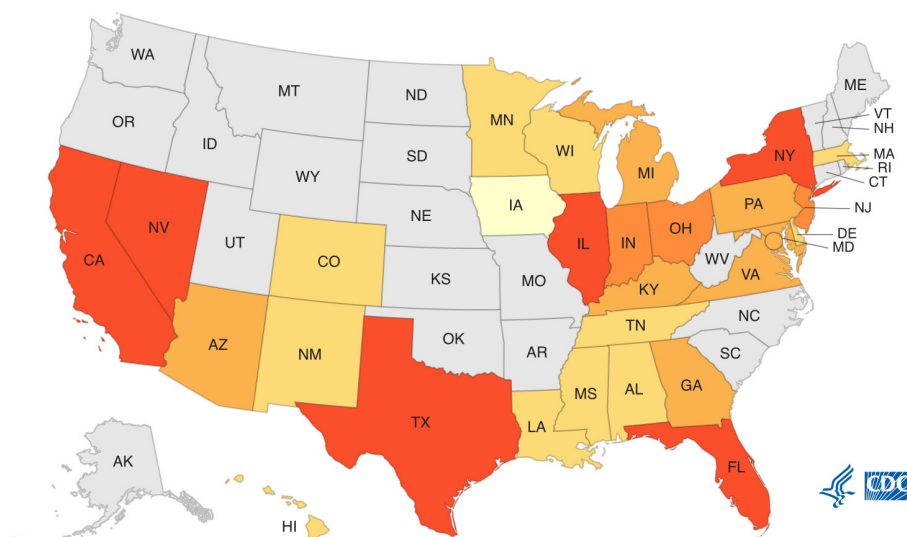 WA
MT
ND
MN
ME
VT
NH
OR
ID
SD
WI
NY
MA
RI
CT
WY
MI
IA
NE
PA
NJ
NV
UT
IL
IN
OH
DE
MD
CA
CO
WV
VA
KS
MO
KY
AZ
NM
OK
TN
NC
AR
SC
MS
AL
GA
TX
LA
AK
FL
HI
CDC